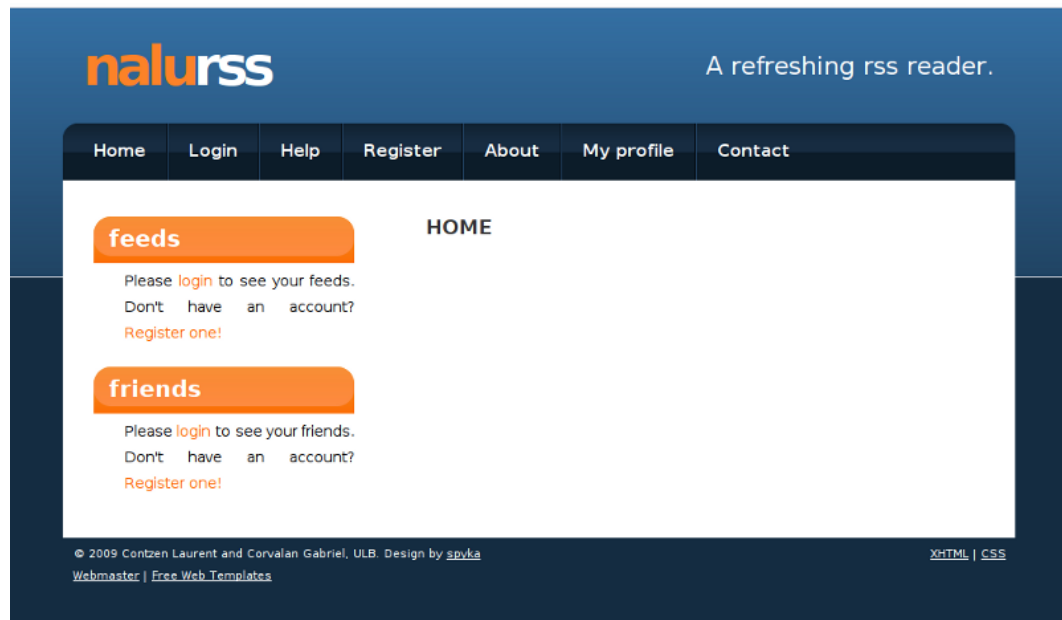 nalurss
A refreshing rss reader.
Home Login Help Register About My profile Contact
feeds
Please login to see your feeds.
Don't have an account?
Register one!
friends
Please login to see your friends.
Don't have an account?
Register one!
HOME
© 2009 Contzen Laurent and Corvalan Gabriel, ULB. Design by spyka
Webmaster | Free Web Templates
XHTML | CSS